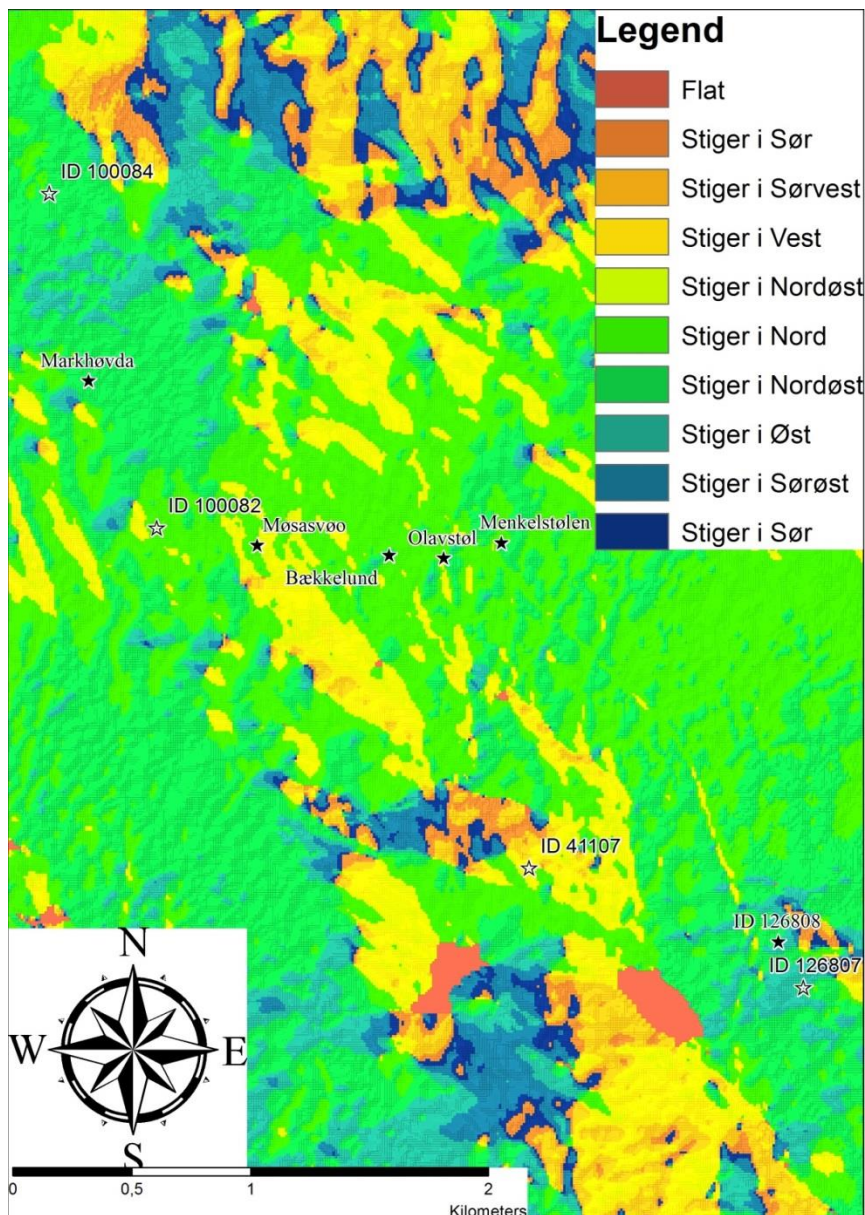 Legend
Flat
Stiger i Sør
Stiger i Sørvest
Stiger i Vest
Stiger i Nordøst
Stiger i Nord
Stiger i Nordøst
Stiger i Øst
Stiger i Sørøst
Stiger i Sør
ID 100084
Markhøvda
ID 100082
Møsasvøo
Bækkelund
Olavstøl
Menkelstølen
ID 41107
ID 126808
ID 126807
N
W
E
S
0 0,5 1 2
Kilometers